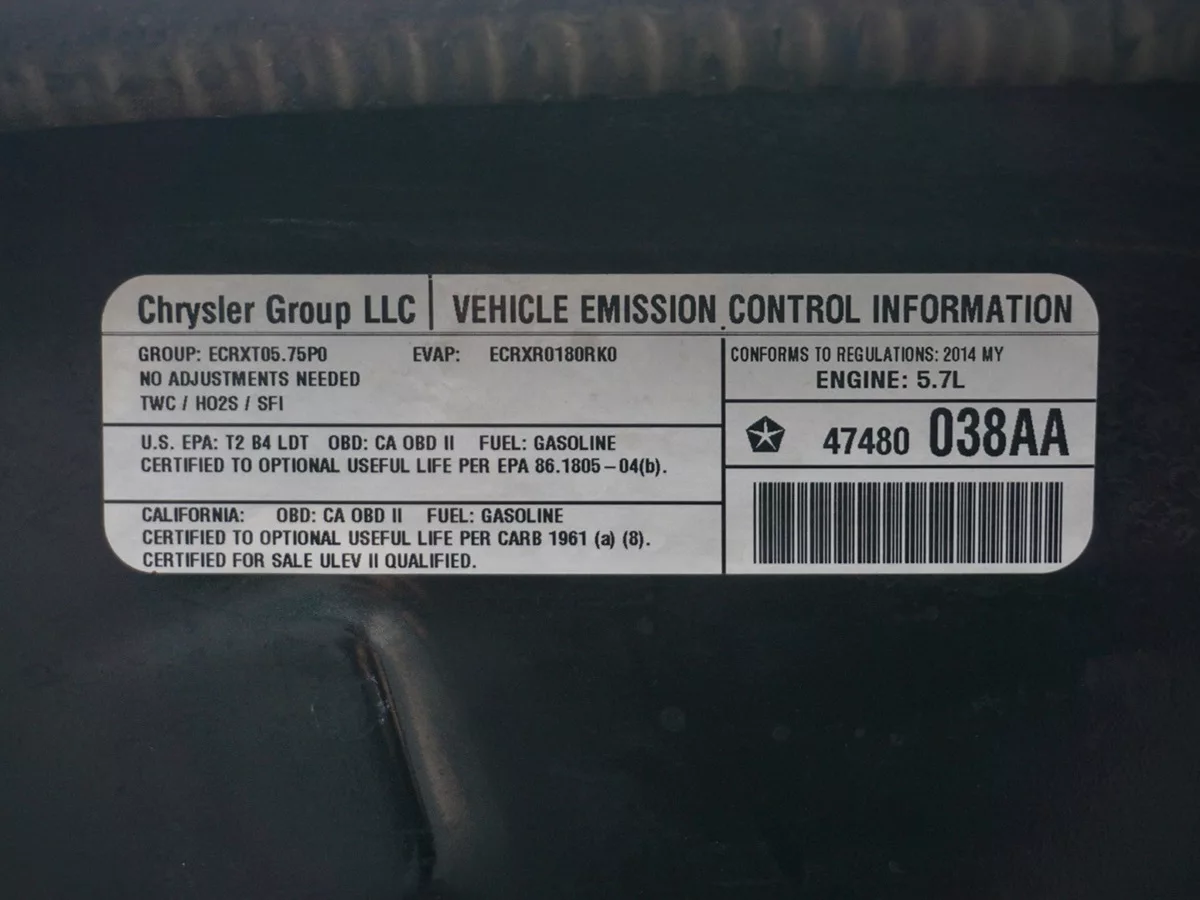 Chrysler Group LLC VEHICLE EMISSION CONTROL INFORMATION
GROUP: ECRXT05.75P0 EVAP: ECRXR0180RK0
NO ADJUSTMENTS NEEDED
TWC / HO2S / SFI
CONFORMS TO REGULATIONS: 2014 MY
ENGINE: 5.7L
U.S. EPA: T2 B4 LDT OBD: CA OBD II FUEL: GASOLINE
CERTIFIED TO OPTIONAL USEFUL LIFE PER EPA 86.1805–04(b).
47480 038AA
CALIFORNIA: OBD: CA OBD II FUEL: GASOLINE
CERTIFIED TO OPTIONAL USEFUL LIFE PER CARB 1961 (a) (8).
CERTIFIED FOR SALE ULEV II QUALIFIED.